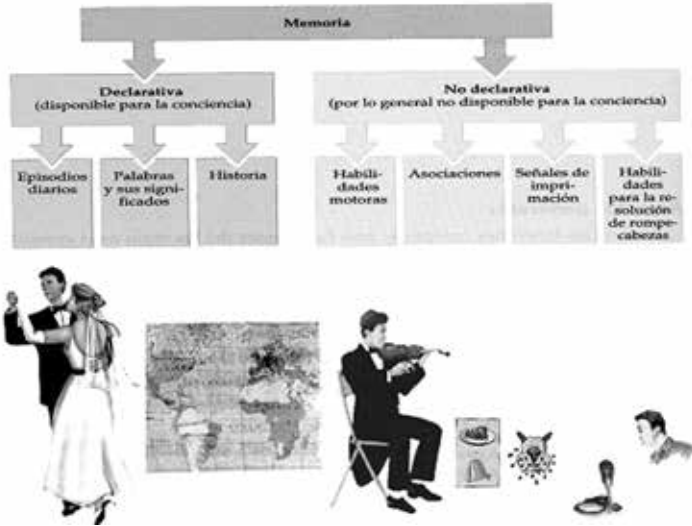 Memoria
Declarativa
(disponible para la conciencia)
No declarativa
(por lo general no disponible para la conciencia)
Episodios
diarios
Palabras
y sus signi-
ficados
Historia
Habili-
dades
motoras
Asociaciones
Señales de
impri-
mación
Habili-
dades
para la re-
solución
de rompe-
cabezas